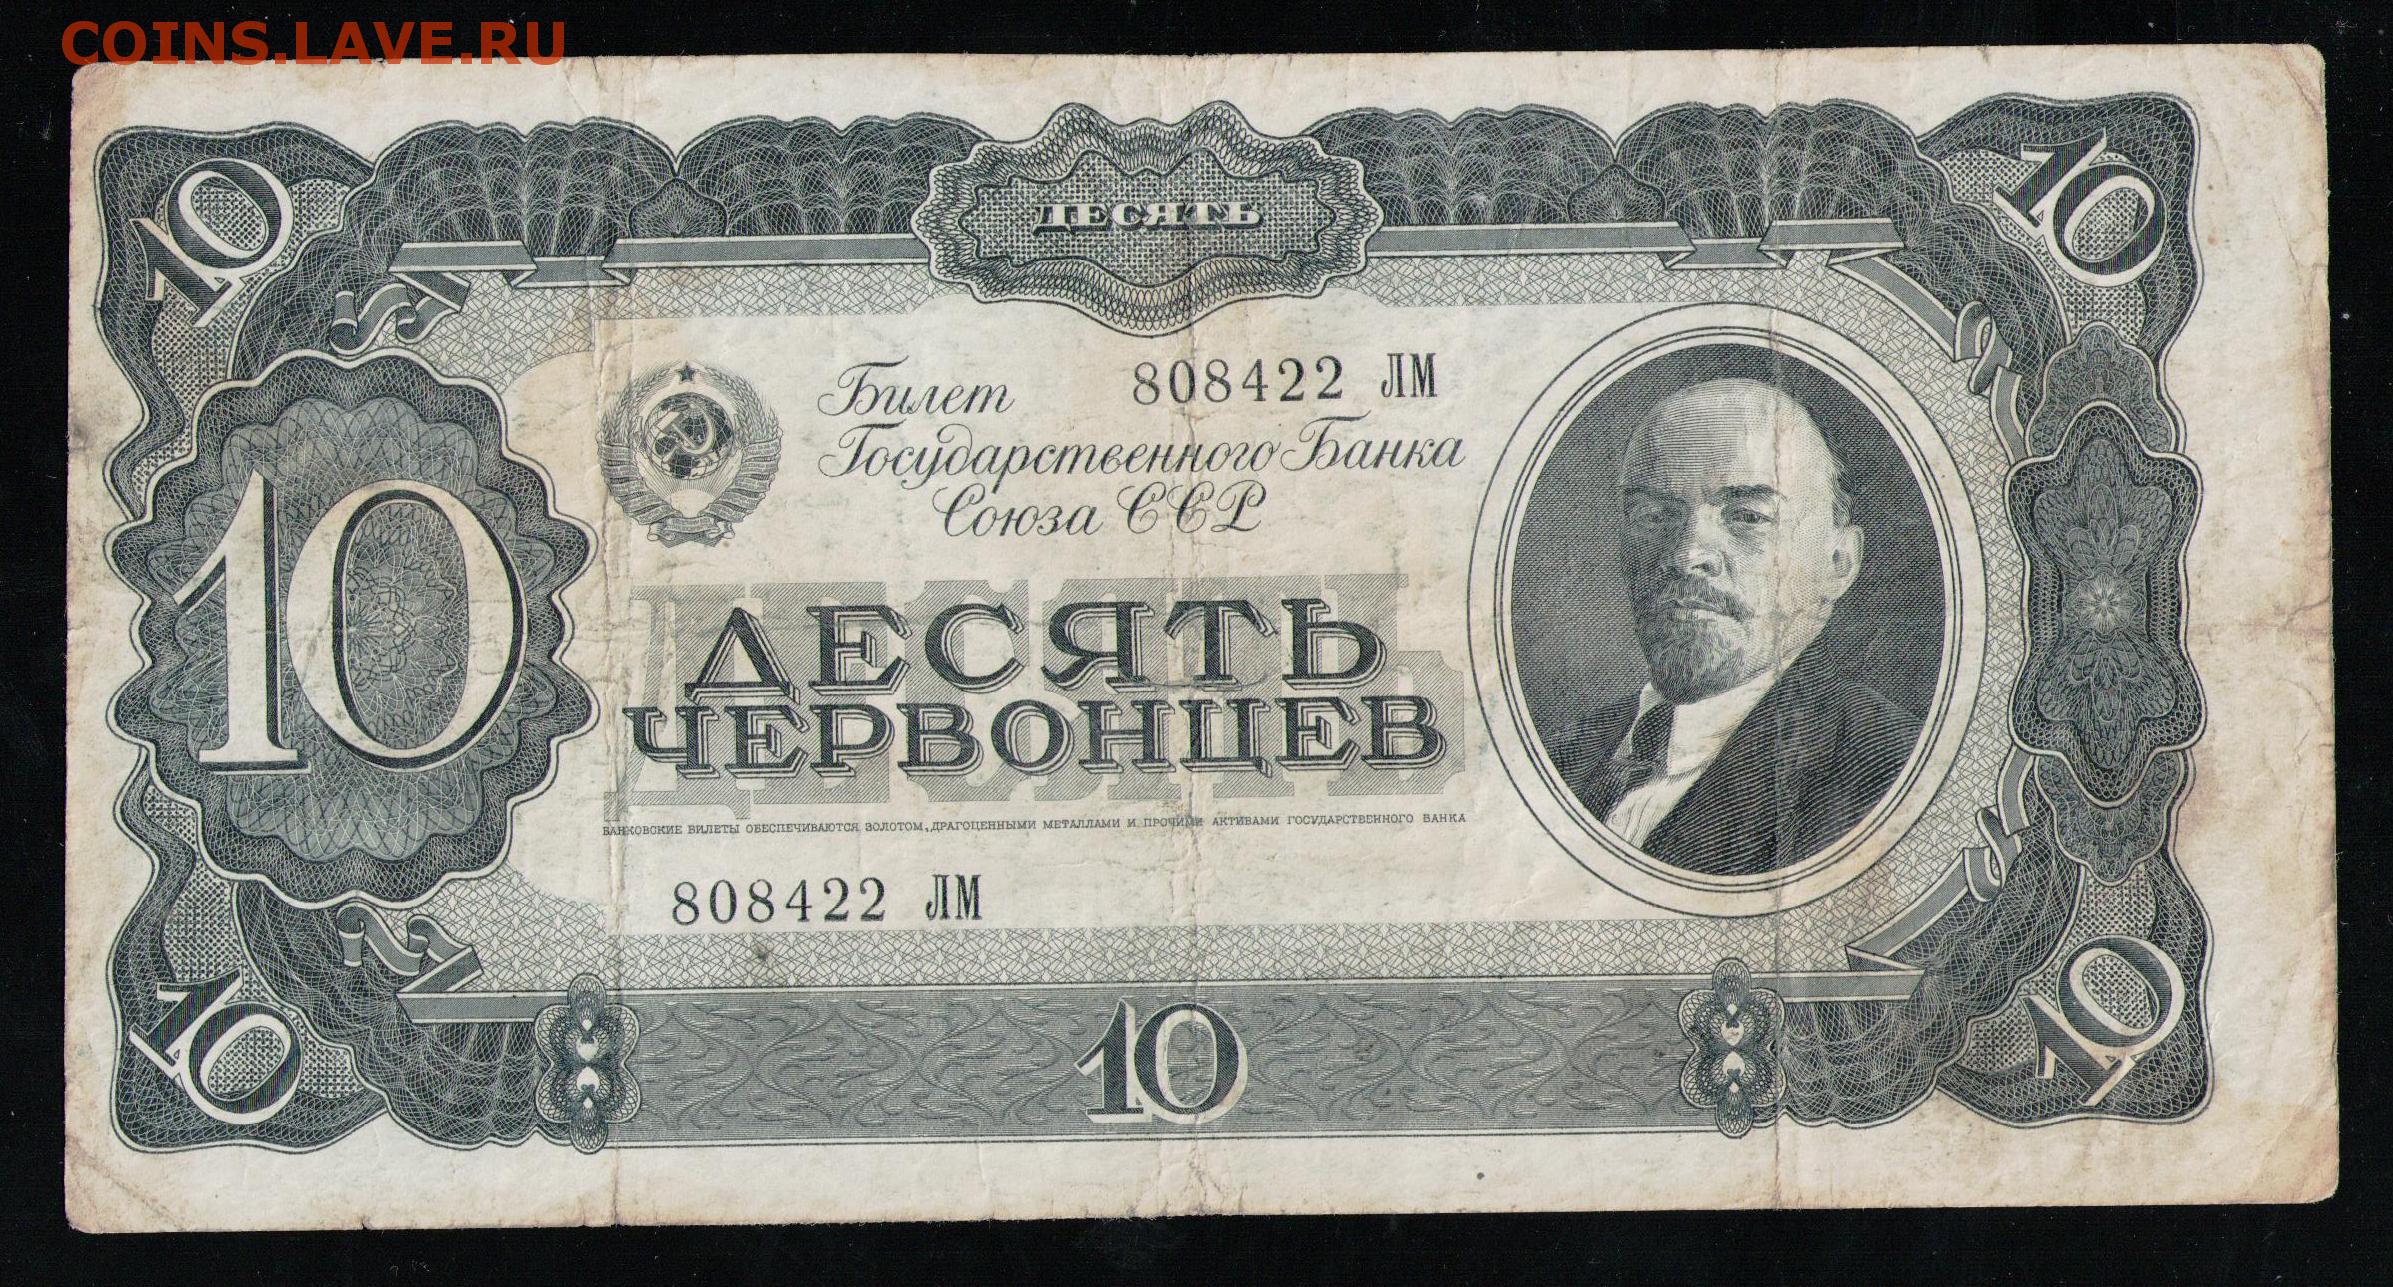 COINS.LAVE.RU
10
ДЕСЯТЬ
10
Билет 808422 ЛМ
Государственного Банка
Союза ССР
10
ДЕСЯТЬ
ДЕСЯТЬ
ЧЕРВОНЦЕВ
БАНКОВСКИЕ БИЛЕТЫ ОБЕСПЕЧИВАЮТСЯ ЗОЛОТОМ, ДРАГОЦЕННЫМИ МЕТАЛЛАМИ И ПРОЧИМИ АКТИВАМИ ГОСУДАРСТВЕННОГО БАНКА
808422 ЛМ
10
10
10